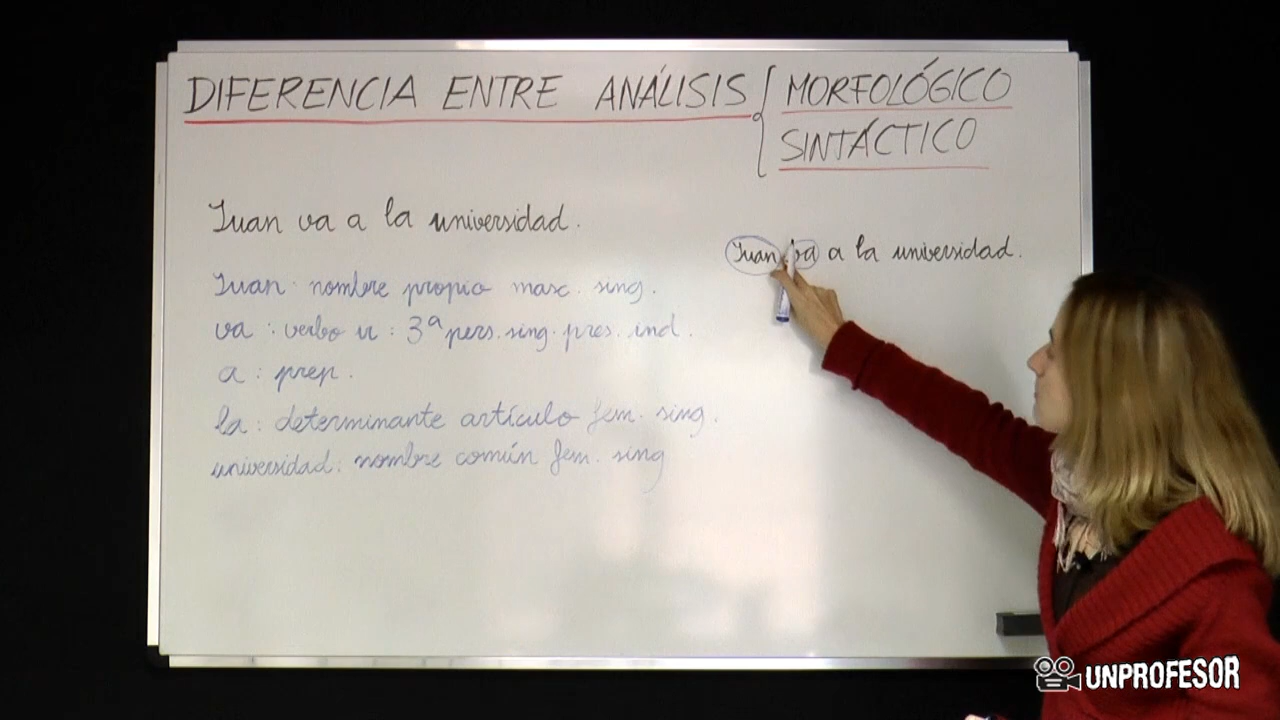 DIFERENCIA ENTRE ANÁLISIS { MORFOLÓGICO
SINTÁCTICO
Juan va a la universidad.
Juan va a la universidad.
Juan: nombre propio masc. sing.
va: verbo ir: 3ª pers. sing. pres. ind.
a: prep.
la: determinante artículo fem. sing.
universidad: nombre común fem. sing
UNPROFESOR